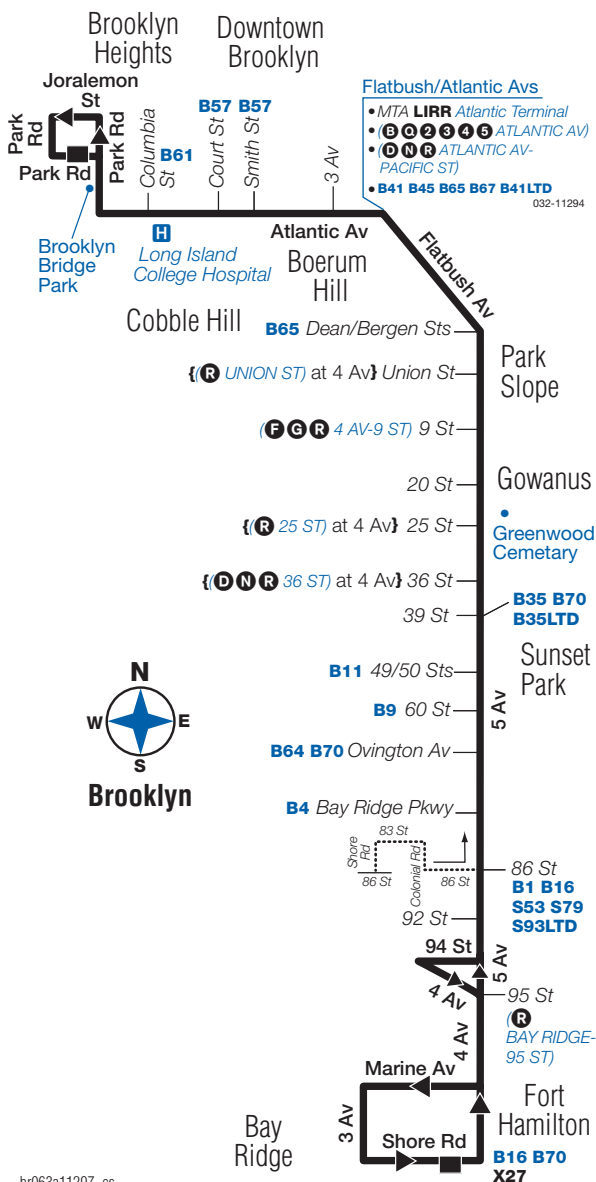 Brooklyn
Heights
Downtown
Brooklyn
Joralemon
St
Park
Rd
Park Rd
Park Rd
Columbia
St
B61
B57 B57
Court St
Smith St
3 Av
Flatbush/Atlantic Avs
• MTA LIRR Atlantic Terminal
• (B Q 2 3 4 5 ATLANTIC AV)
• (D N R ATLANTIC AV-
PACIFIC ST)
• B41 B45 B65 B67 B41LTD
032-11294
Brooklyn
Bridge
Park
H
Long Island
College Hospital
Atlantic Av
Boerum
Hill
Flatbush Av
Cobble Hill
B65 Dean/Bergen Sts
Park
Slope
{(R UNION ST) at 4 Av} Union St
(F G R 4 AV-9 ST) 9 St
20 St
Gowanus
{(R 25 ST) at 4 Av} 25 St
Greenwood
Cemetary
{(D N R 36 ST) at 4 Av} 36 St
39 St
B35 B70
B35LTD
B11 49/50 Sts
Sunset
Park
B9 60 St
5 Av
N
W E
S
Brooklyn
B64 B70 Ovington Av
B4 Bay Ridge Pkwy
83 St
Shore
Rd
86 St
Colonial Rd
86 St
86 St
B1 B16
S53 S79
S93LTD
92 St
94 St
5 Av
4 Av
95 St
(R
BAY RIDGE-
95 ST)
4 Av
Marine Av
3 Av
Shore Rd
Fort
Hamilton
Bay
Ridge
B16 B70
X27